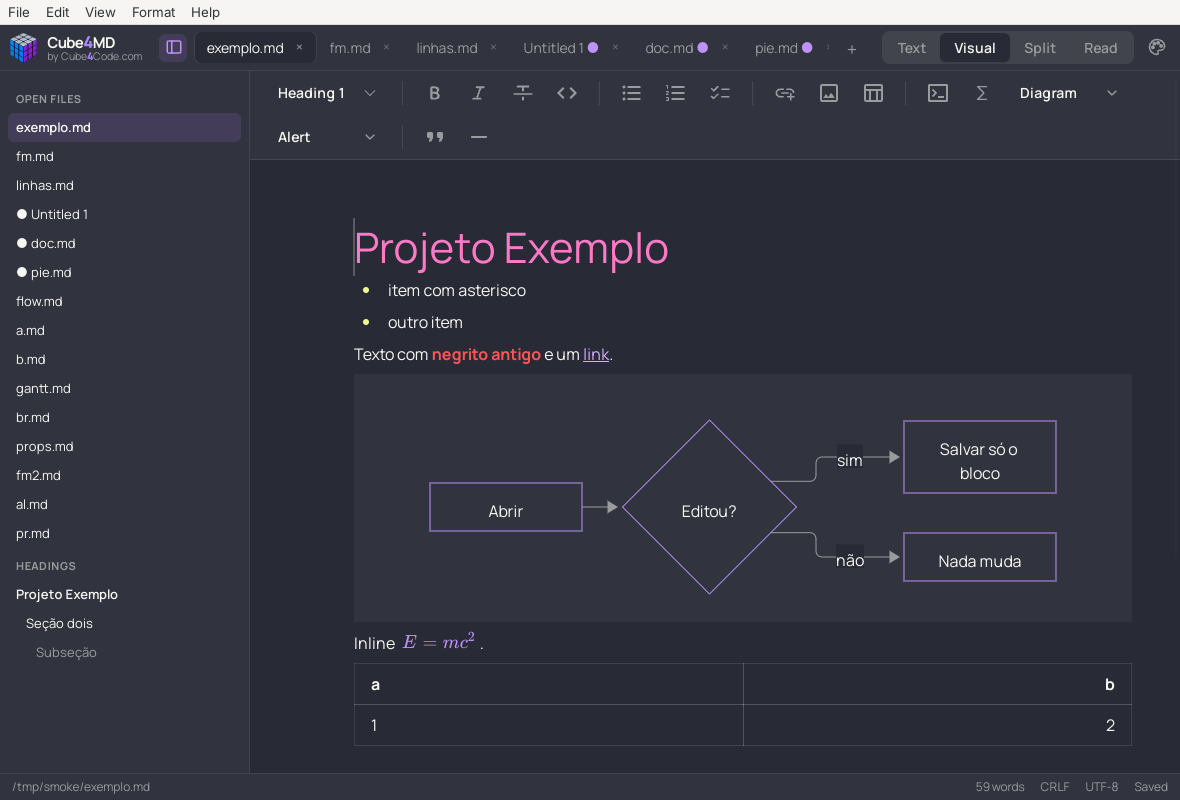 File Edit View Format Help
Cube4MD
by Cube4Code.com
exemplo.md × fm.md × linhas.md × Untitled 1 × doc.md × pie.md +
Text Visual Split Read
OPEN FILES
exemplo.md
fm.md
linhas.md
Untitled 1
doc.md
pie.md
flow.md
a.md
b.md
gantt.md
br.md
props.md
fm2.md
al.md
pr.md
HEADINGS
Projeto Exemplo
Seção dois
Subseção
Heading 1 B I Σ Diagram
Alert
Projeto Exemplo
• item com asterisco
• outro item
Texto com negrito antigo e um link.
Abrir
Editou?
sim
Salvar só o
bloco
não
Nada muda
Inline E = mc² .
a b
1 2
/tmp/smoke/exemplo.md 59 words CRLF UTF-8 Saved